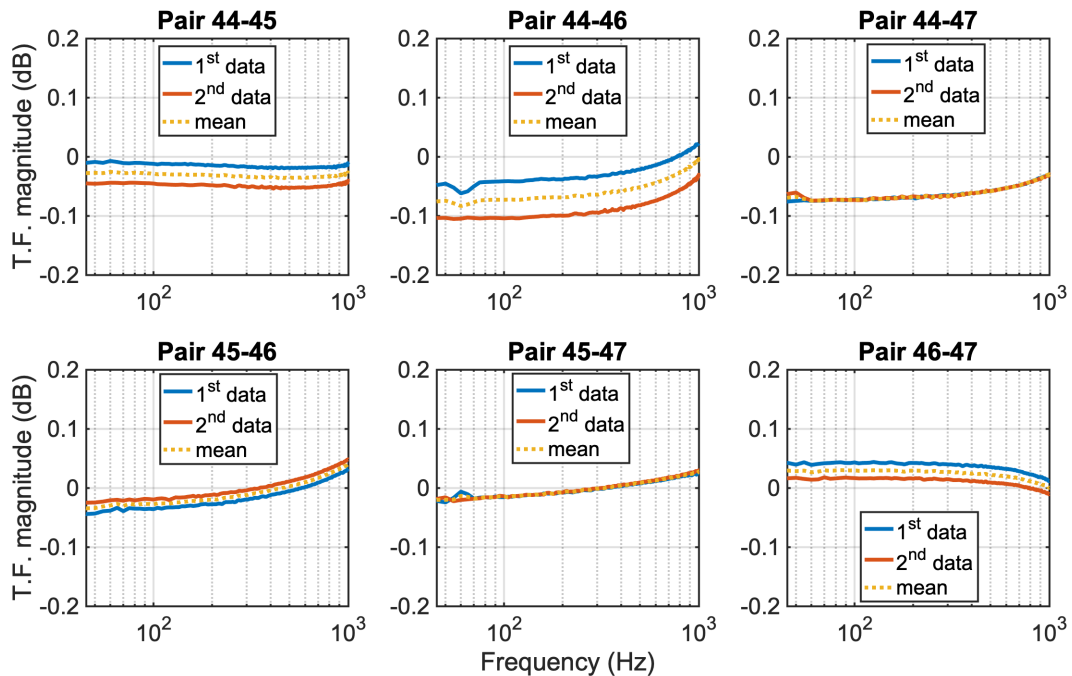 Pair 44-45
Pair 44-46
Pair 44-47
T.F. magnitude (dB)
0.2
0.1
0
-0.1
-0.2
1st data
2nd data
mean
10^2
10^3
0.2
0.1
0
-0.1
-0.2
1st data
2nd data
mean
10^2
10^3
0.2
0.1
0
-0.1
-0.2
1st data
2nd data
mean
10^2
10^3
Pair 45-46
Pair 45-47
Pair 46-47
T.F. magnitude (dB)
0.2
0.1
0
-0.1
-0.2
1st data
2nd data
mean
10^2
10^3
0.2
0.1
0
-0.1
-0.2
1st data
2nd data
mean
10^2
10^3
0.2
0.1
0
-0.1
-0.2
1st data
2nd data
mean
10^2
10^3
Frequency (Hz)